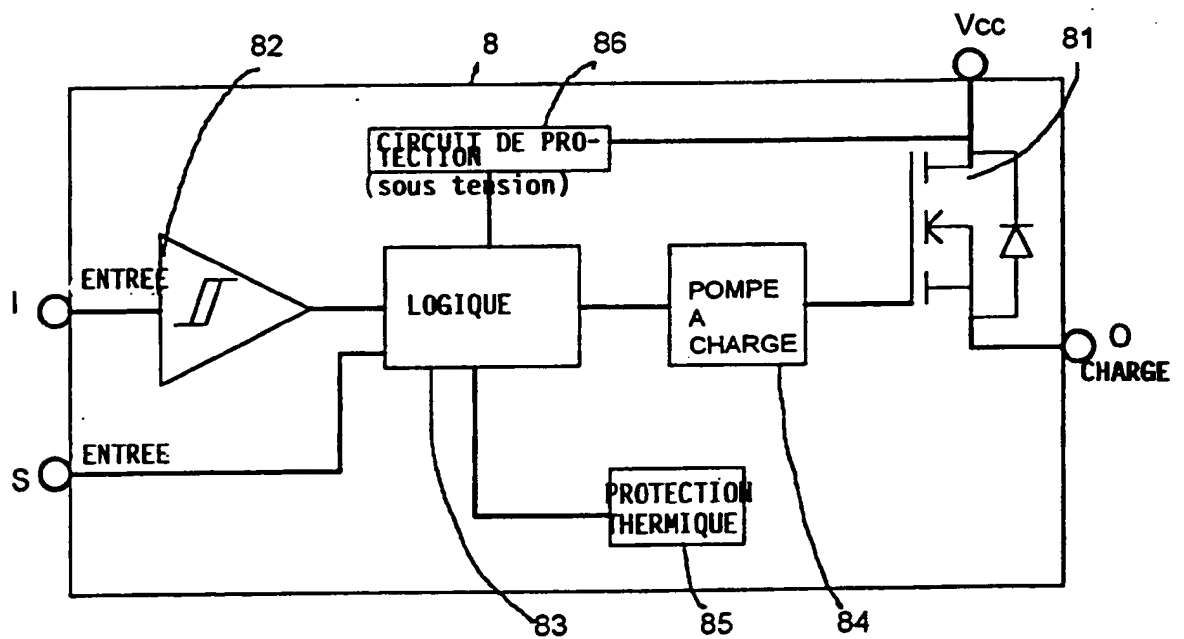 82
8
86
Vcc
81
CIRCUIT DE PRO-
TECTION
(sous tension)
I
ENTREE
LOGIQUE
POMPE
A
CHARGE
O
CHARGE
S
ENTREE
PROTECTION
THERMIQUE
83
85
84